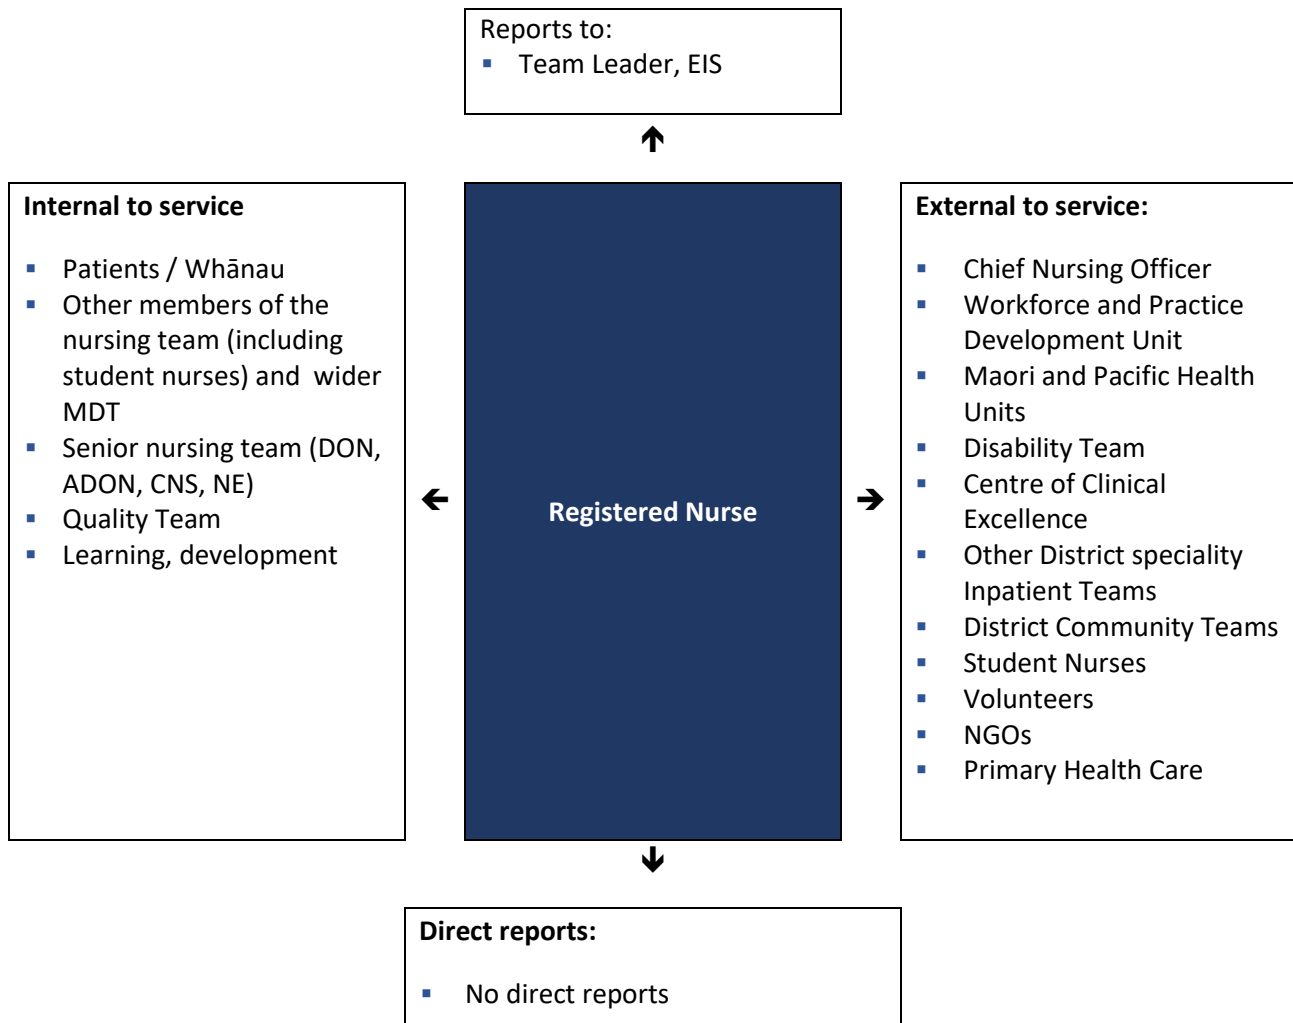 Reports to:
▪ Team Leader, EIS
Internal to service
▪ Patients / Whānau
▪ Other members of the
nursing team (including
student nurses) and wider
MDT
▪ Senior nursing team (DON,
ADON, CNS, NE)
▪ Quality Team
▪ Learning, development
Registered Nurse
External to service:
▪ Chief Nursing Officer
▪ Workforce and Practice
Development Unit
▪ Maori and Pacific Health
Units
▪ Disability Team
▪ Centre of Clinical
Excellence
▪ Other District speciality
Inpatient Teams
▪ District Community Teams
▪ Student Nurses
▪ Volunteers
▪ NGOs
▪ Primary Health Care
Direct reports:
▪ No direct reports